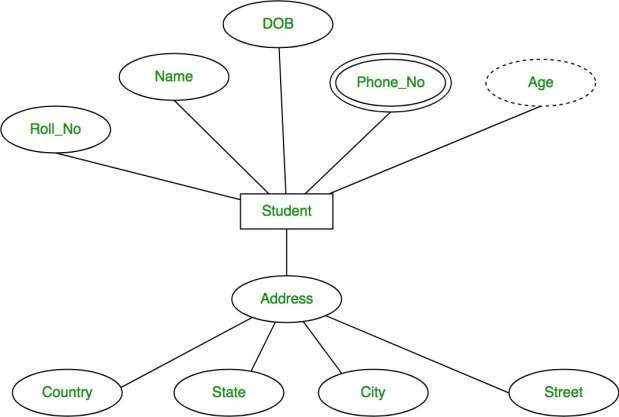 DOB
Name
Phone_No
Age
Roll_No
Student
Address
Country
State
City
Street